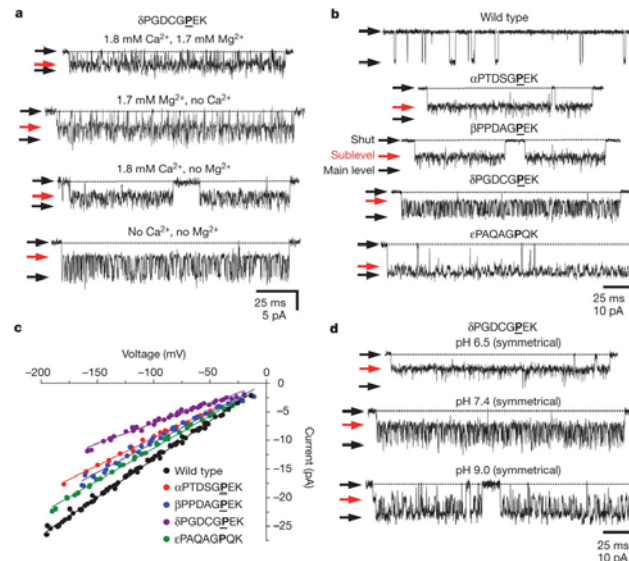 a
δPGDCGPEK
1.8 mM Ca²⁺, 1.7 mM Mg²⁺
1.7 mM Mg²⁺, no Ca²⁺
1.8 mM Ca²⁺, no Mg²⁺
No Ca²⁺, no Mg²⁺
25 ms
5 pA
b
Wild type
αPTDSGPEK
βPPDAGPEK
Shut
Sublevel
Main level
δPGDCGPEK
εPAQAGPQK
25 ms
10 pA
c
Voltage (mV)
−200 −150 −100 −50 0
0
−5
−10
−15
−20
−25
Current (pA)
Wild type
αPTDSGPEK
βPPDAGPEK
δPGDCGPEK
εPAQAGPQK
d
δPGDCGPEK
pH 6.5 (symmetrical)
pH 7.4 (symmetrical)
pH 9.0 (symmetrical)
25 ms
10 pA